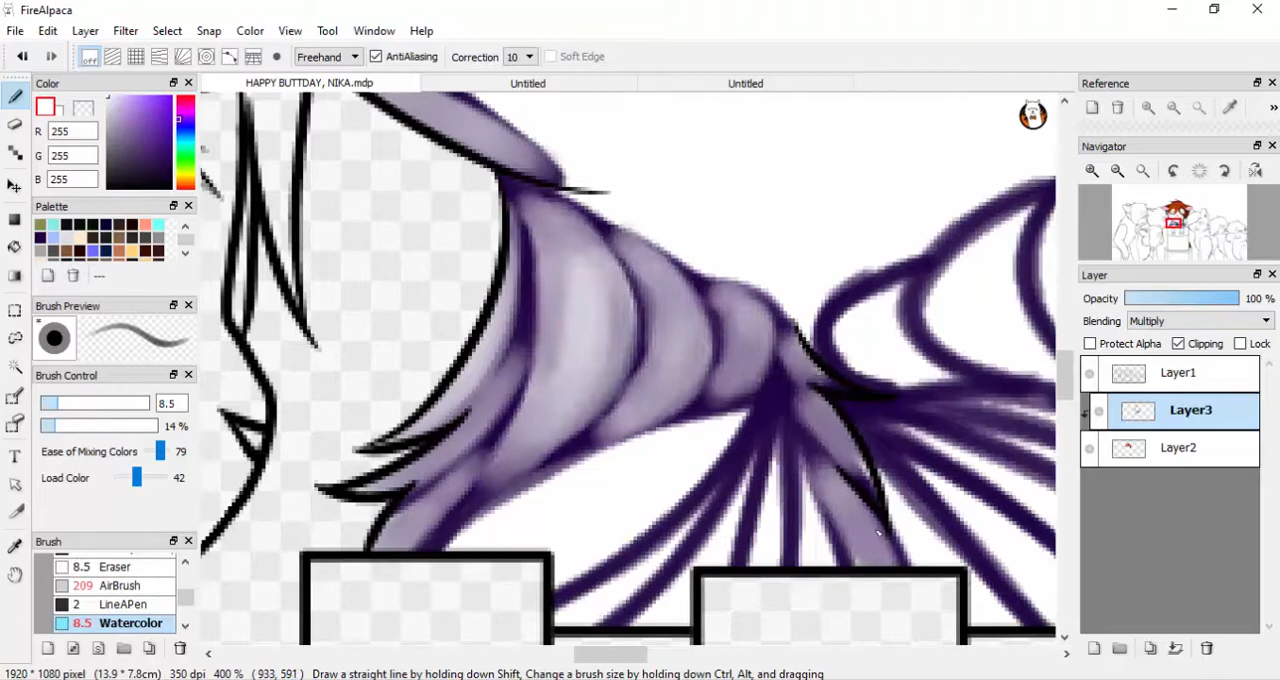 FireAlpaca
File Edit Layer Filter Select Snap Color View Tool Window Help
off Freehand AntiAliasing Correction 10 Soft Edge
Color HAPPY BUTTDAY, NIKA.mdp Untitled Untitled Reference
R 255
G 255
B 255
Navigator
Palette
---
Layer
Opacity 100 %
Brush Preview
Blending Multiply
Protect Alpha Clipping Lock
Brush Control
Layer1
8.5
Layer3
14 %
Ease of Mixing Colors 79
Layer2
Load Color 42
Brush
8.5 Eraser
209 AirBrush
2 LineAPen
8.5 Watercolor
1920 * 1080 pixel (13.9 * 7.8cm) 350 dpi 400 % ( 933, 591 ) Draw a straight line by holding down Shift, Change a brush size by holding down Ctrl, Alt, and dragging